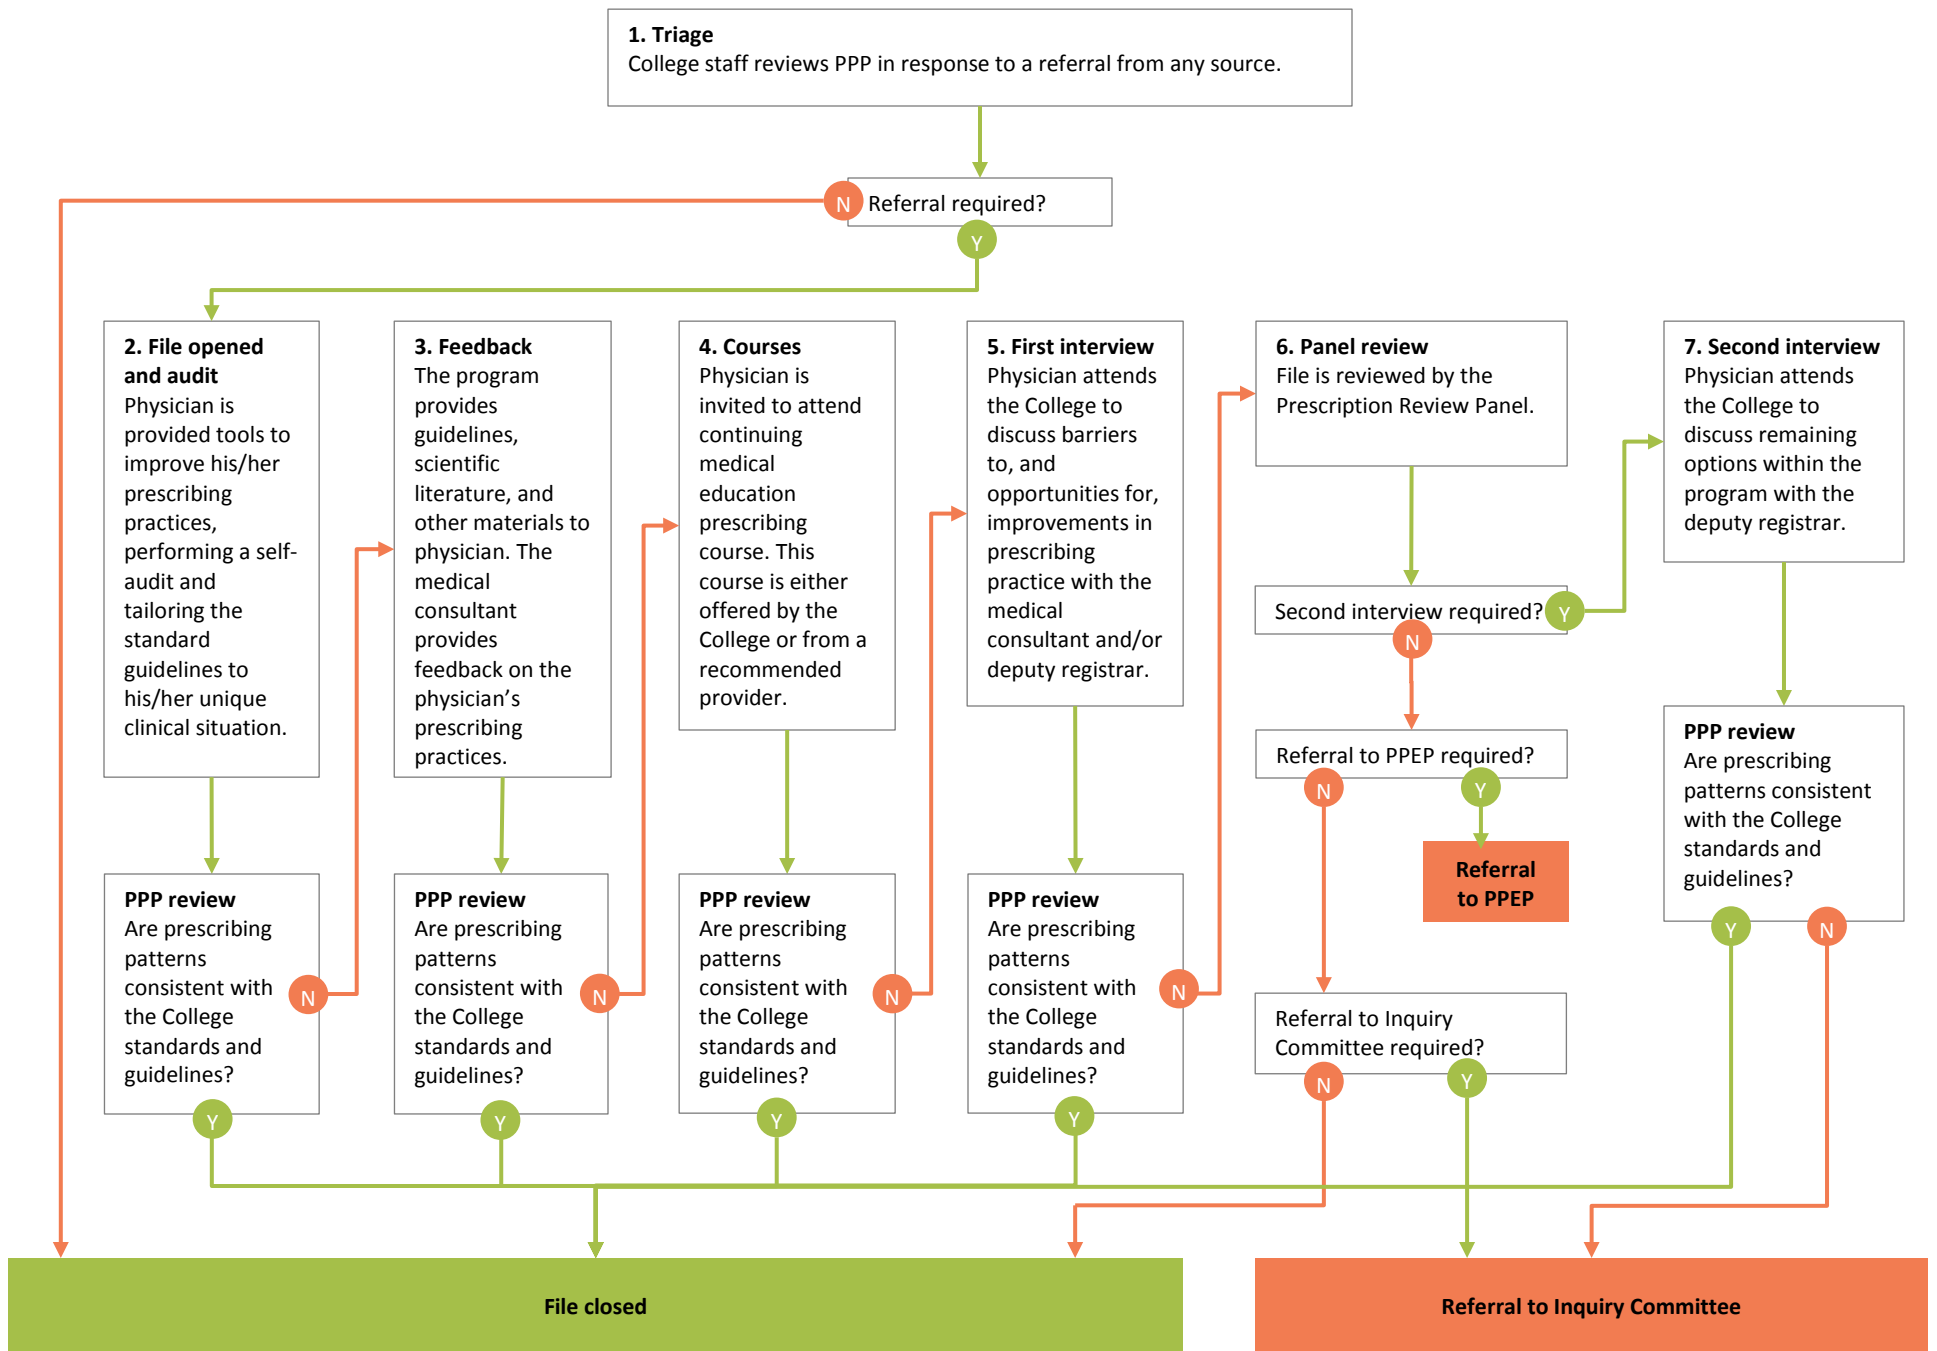 1. Triage
College staff reviews PPP in response to a referral from any source.
N
Referral required?
Y
2. File opened
and audit
Physician is
provided tools to
improve his/her
prescribing
practices,
performing a self-
audit and
tailoring the
standard
guidelines to
his/her unique
clinical situation.
3. Feedback
The program
provides
guidelines,
scientific
literature, and
other materials to
physician. The
medical
consultant
provides
feedback on the
physician’s
prescribing
practices.
4. Courses
Physician is
invited to attend
continuing
medical
education
prescribing
course. This
course is either
offered by the
College or from a
recommended
provider.
5. First interview
Physician attends
the College to
discuss barriers
to, and
opportunities for,
improvements in
prescribing
practice with the
medical
consultant and/or
deputy registrar.
6. Panel review
File is reviewed by the
Prescription Review Panel.
Second interview required?
Y
N
Referral to PPEP required?
N
Y
Referral
to PPEP
Referral to Inquiry
Committee required?
N
Y
7. Second interview
Physician attends
the College to
discuss remaining
options within the
program with the
deputy registrar.
PPP review
Are prescribing
patterns consistent
with the College
standards and
guidelines?
Y
N
PPP review
Are prescribing
patterns
consistent with
the College
standards and
guidelines?
N
Y
PPP review
Are prescribing
patterns
consistent with
the College
standards and
guidelines?
N
Y
PPP review
Are prescribing
patterns
consistent with
the College
standards and
guidelines?
N
Y
PPP review
Are prescribing
patterns
consistent with
the College
standards and
guidelines?
N
Y
File closed
Referral to Inquiry Committee